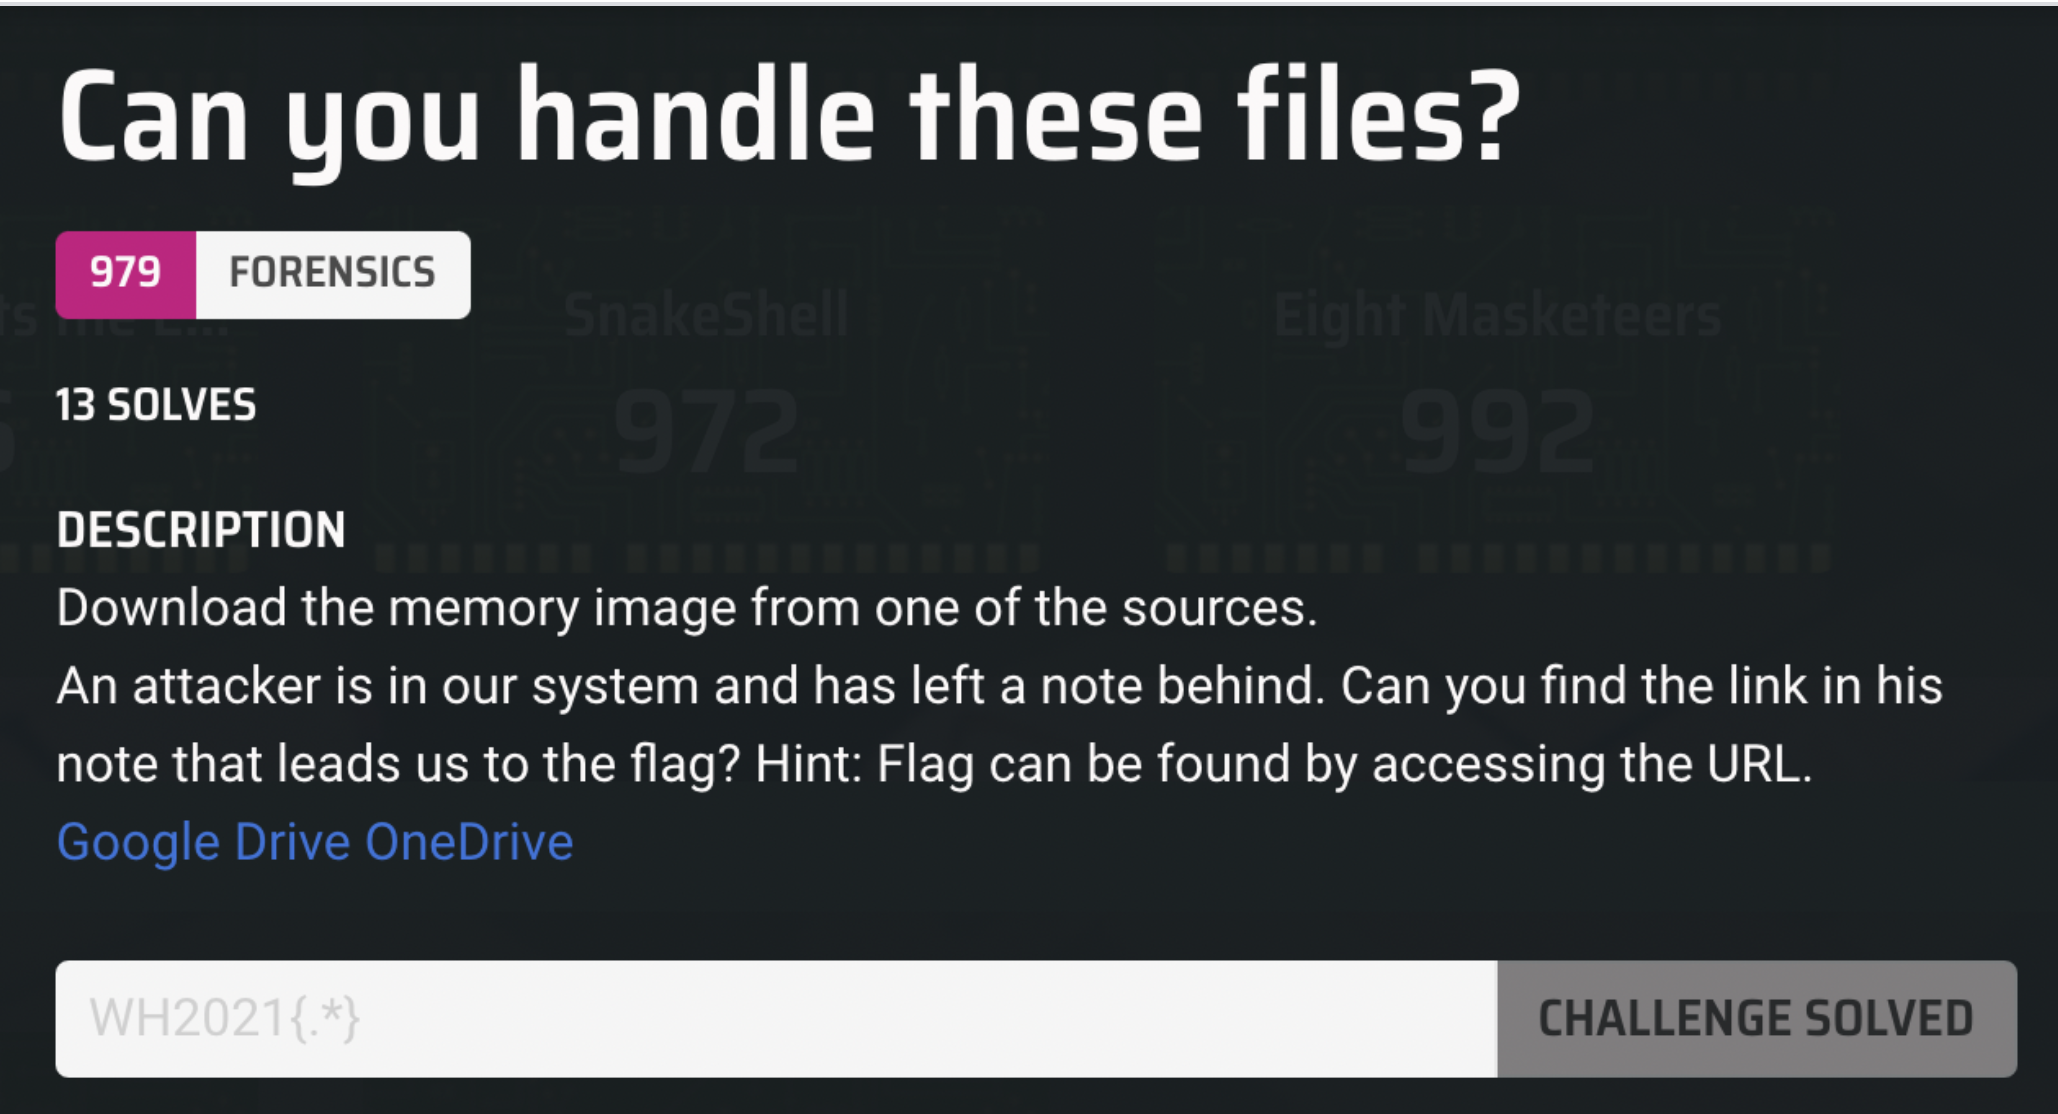 Can you handle these files?
979 FORENSICS
ts The L...
SnakeShell
Eight Masketeers
13 SOLVES
972
992
DESCRIPTION
Download the memory image from one of the sources.
An attacker is in our system and has left a note behind. Can you find the link in his
note that leads us to the flag? Hint: Flag can be found by accessing the URL.
Google Drive OneDrive
WH2021{.*}
CHALLENGE SOLVED